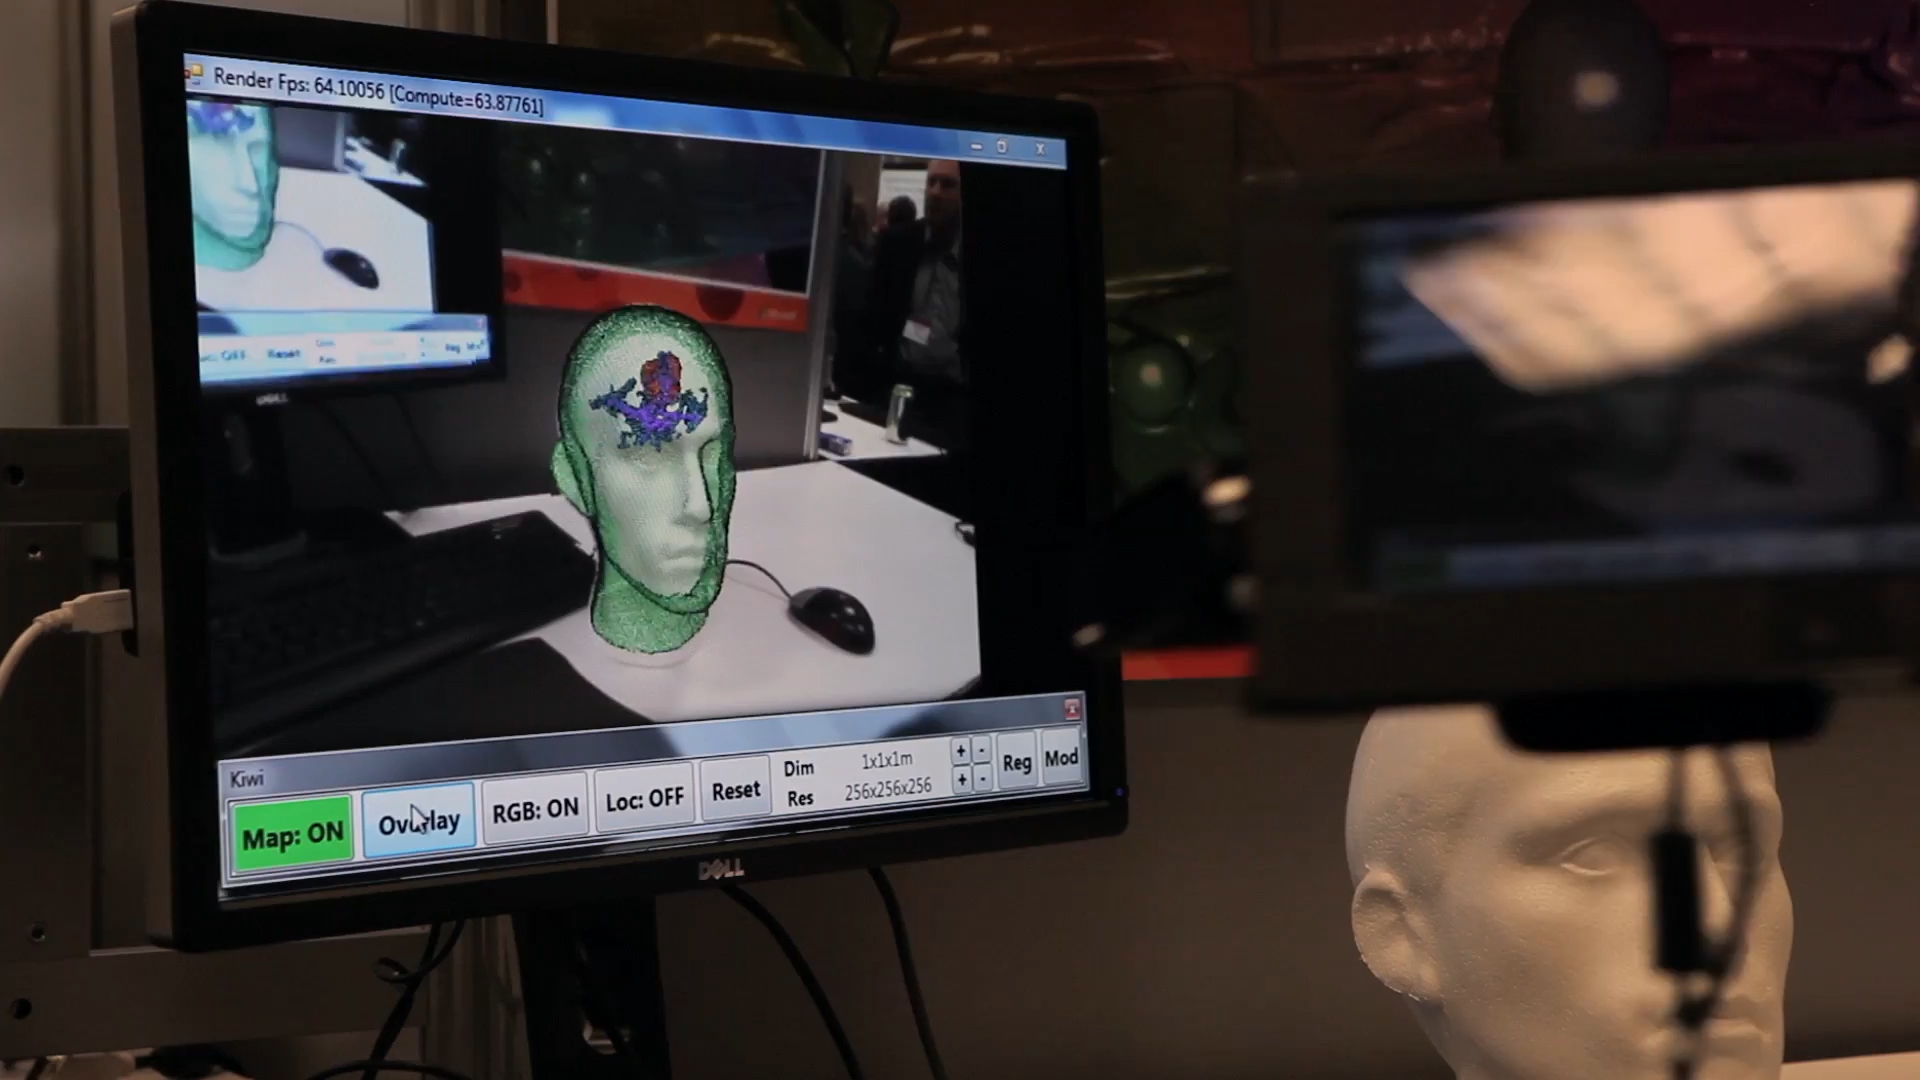 Render Fps: 64.10056 [Compute=63.87761]
Kiwi
Map: ON
Overlay
RGB: ON
Loc: OFF
Reset
Dim 1x1x1m + -
Res 256x256x256 + -
Reg
Mod
DELL